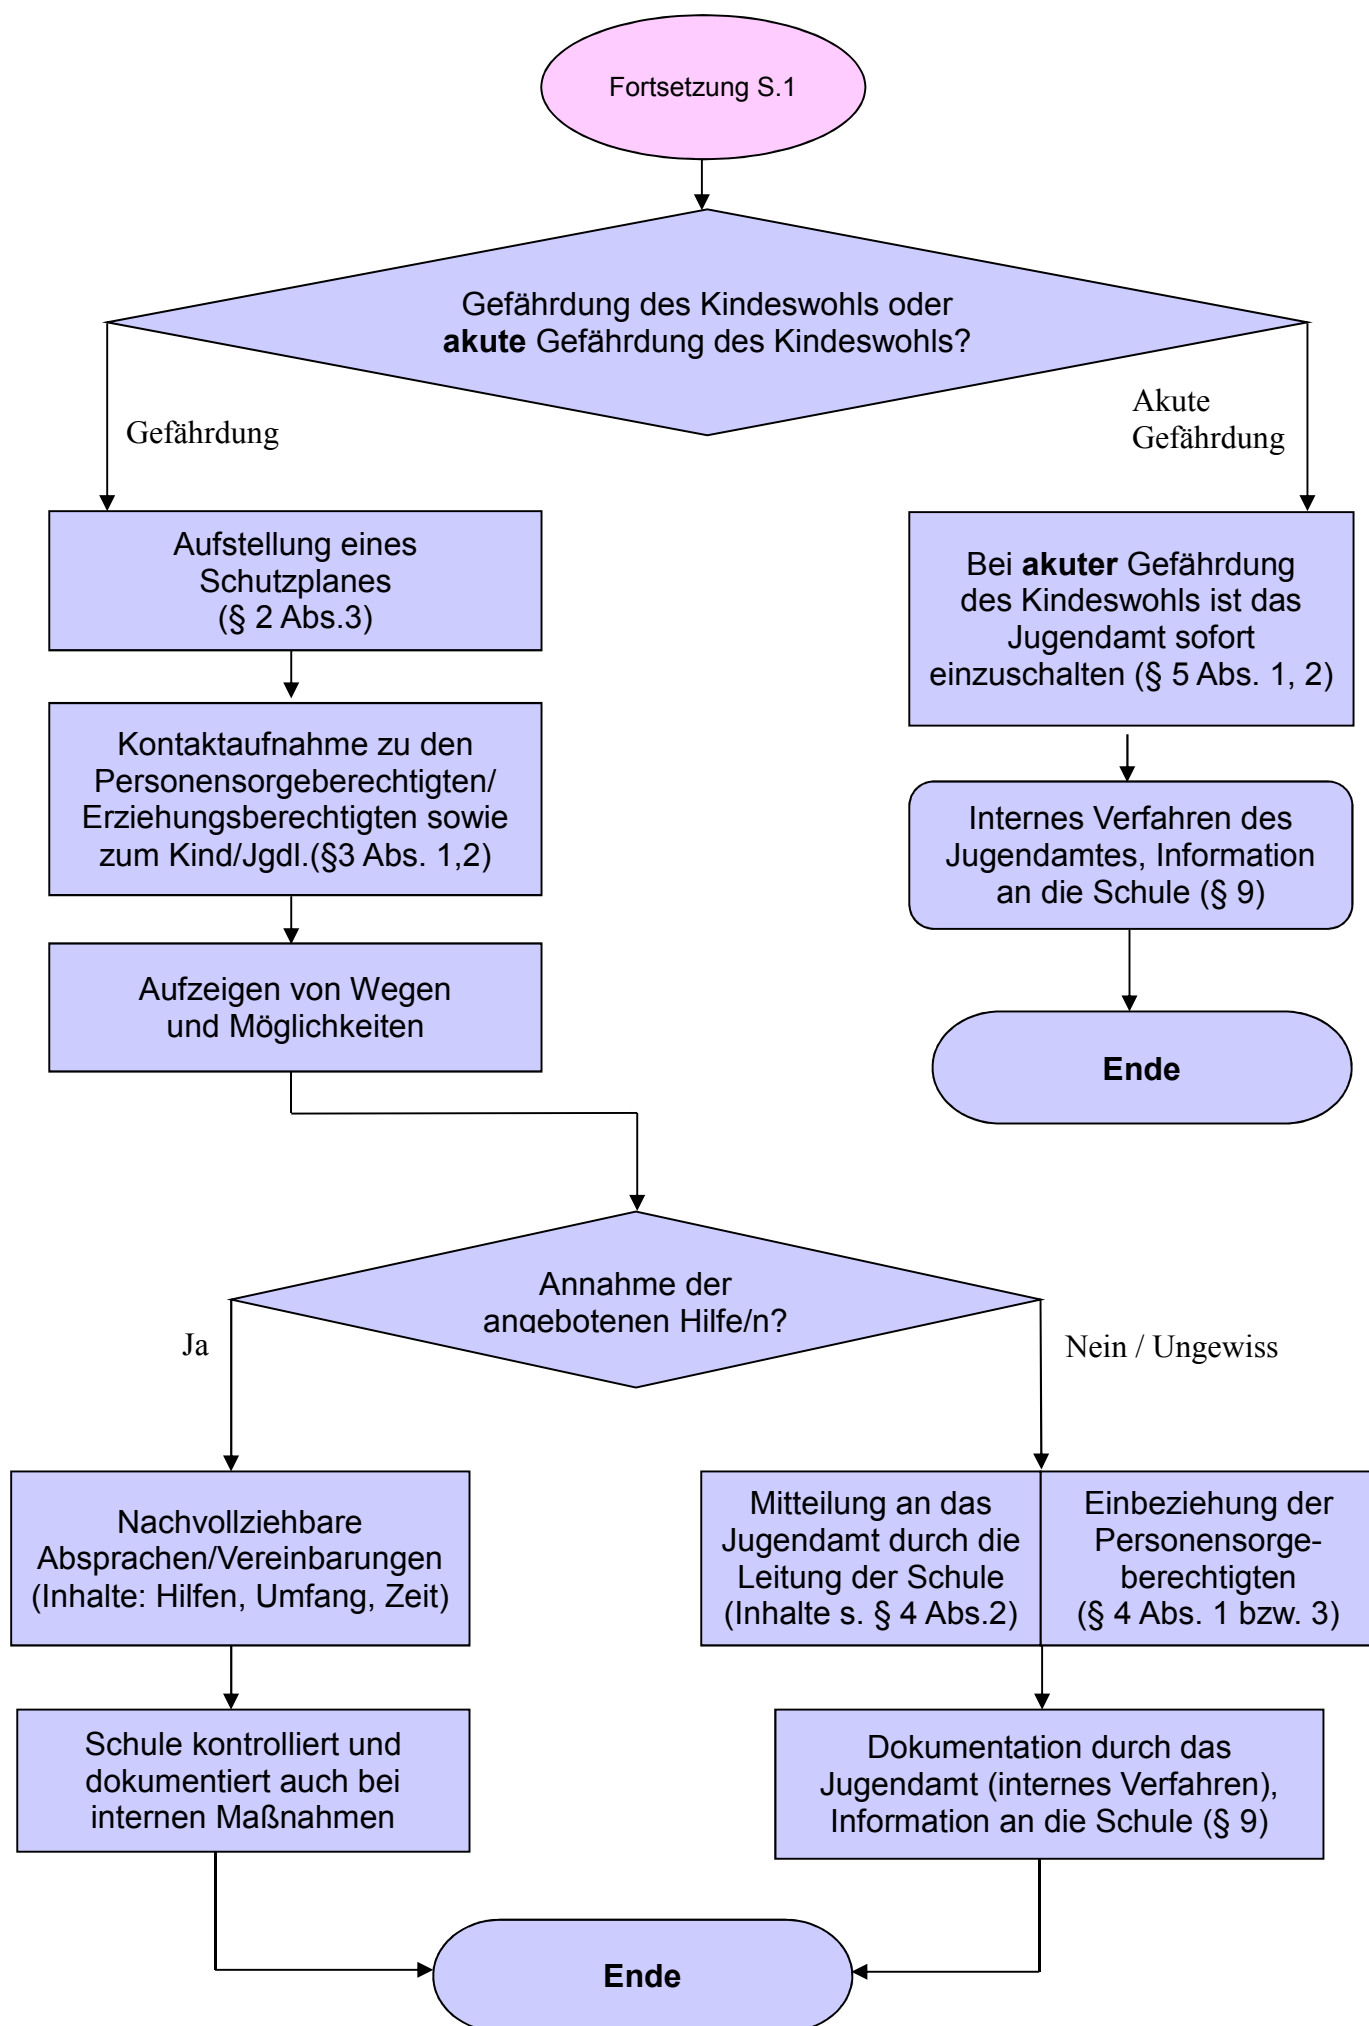 Fortsetzung S.1
Gefährdung des Kindeswohls oder
akute Gefährdung des Kindeswohls?
Gefährdung
Akute
Gefährdung
Aufstellung eines
Schutzplanes
(§ 2 Abs.3)
Bei akuter Gefährdung
des Kindeswohls ist das
Jugendamt sofort
einzuschalten (§ 5 Abs. 1, 2)
Kontaktaufnahme zu den
Personensorgeberechtigten/
Erziehungsberechtigten sowie
zum Kind/Jgdl.(§3 Abs. 1,2)
Internes Verfahren des
Jugendamtes, Information
an die Schule (§ 9)
Aufzeigen von Wegen
und Möglichkeiten
Ende
Annahme der
angebotenen Hilfe/n?
Ja
Nein / Ungewiss
Nachvollziehbare
Absprachen/Vereinbarungen
(Inhalte: Hilfen, Umfang, Zeit)
Mitteilung an das
Jugendamt durch die
Leitung der Schule
(Inhalte s. § 4 Abs.2)
Einbeziehung der
Personensorge-
berechtigten
(§ 4 Abs. 1 bzw. 3)
Schule kontrolliert und
dokumentiert auch bei
internen Maßnahmen
Dokumentation durch das
Jugendamt (internes Verfahren),
Information an die Schule (§ 9)
Ende